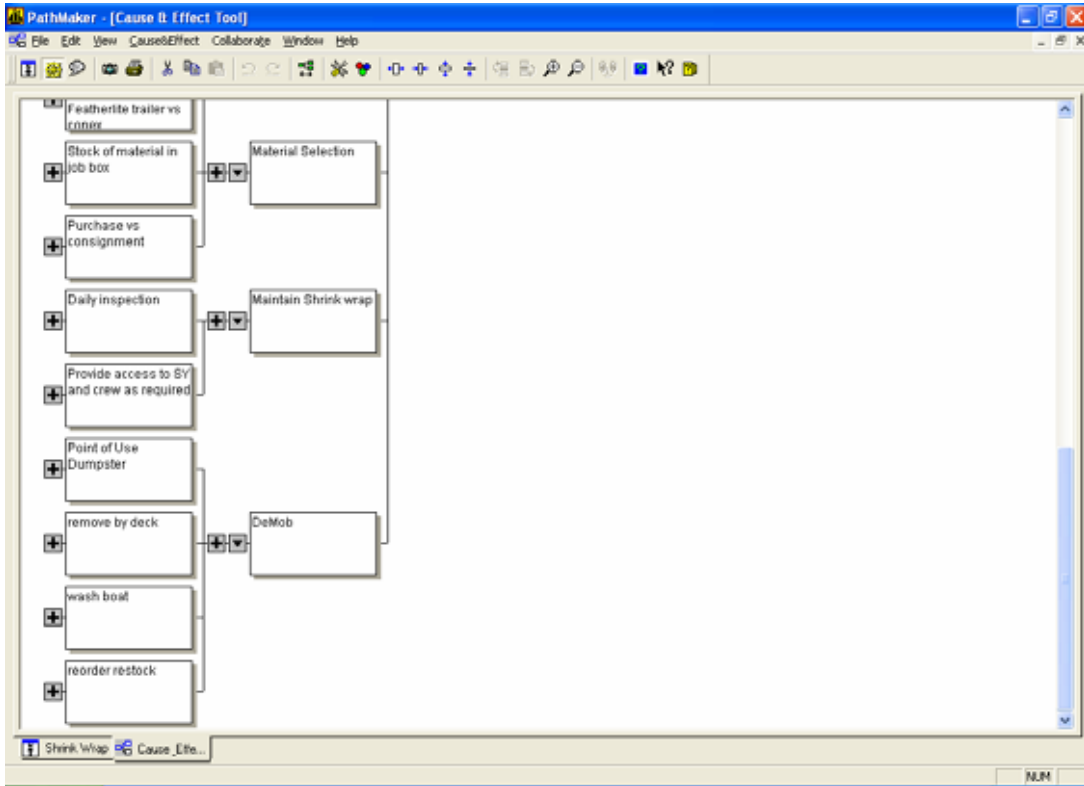 PathMaker - [Cause & Effect Tool]
File Edit View Cause&Effect Collaborate Window Help
Featherlite trailer vs
conex
Stock of material in
job box
Material Selection
Purchase vs
consignment
Daily inspection
Maintain Shrink wrap
Provide access to SY
and crew as required
Point of Use
Dumpster
remove by deck
DeMob
wash boat
reorder restock
Shrink Wrap
Cause_Effe...
NUM